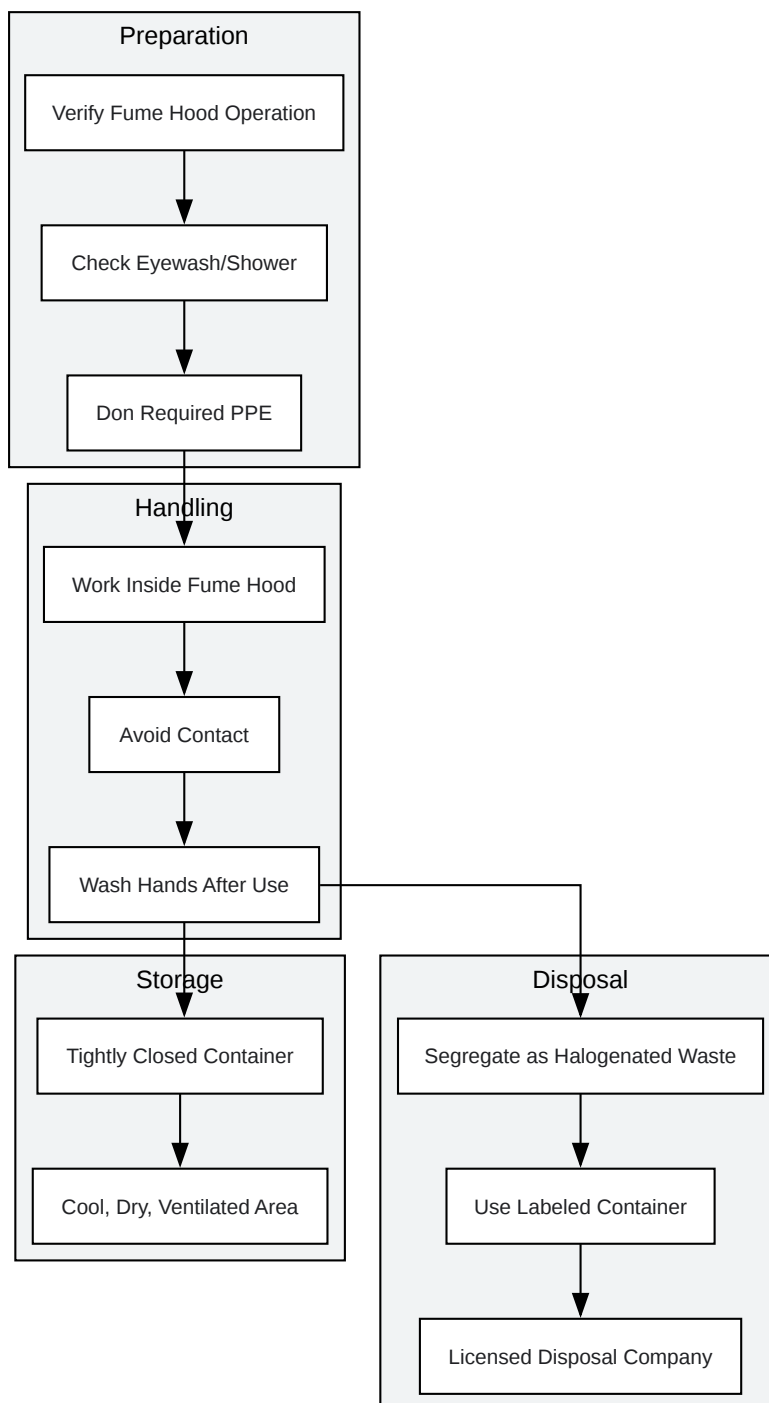 Preparation
Verify Fume Hood Operation
Check Eyewash/Shower
Don Required PPE
Handling
Work Inside Fume Hood
Avoid Contact
Wash Hands After Use
Storage
Tightly Closed Container
Cool, Dry, Ventilated Area
Disposal
Segregate as Halogenated Waste
Use Labeled Container
Licensed Disposal Company